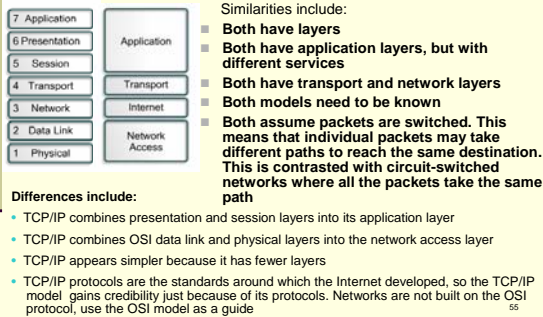 7 Application
6 Presentation
5 Session
4 Transport
3 Network
2 Data Link
1 Physical
Application
Transport
Internet
Network
Access
Similarities include:
Both have layers
Both have application layers, but with
different services
Both have transport and network layers
Both models need to be known
Both assume packets are switched. This
means that individual packets may take
different paths to reach the same destination.
This is contrasted with circuit-switched
networks where all the packets take the same
path
Differences include:
• TCP/IP combines presentation and session layers into its application layer
• TCP/IP combines OSI data link and physical layers into the network access layer
• TCP/IP appears simpler because it has fewer layers
• TCP/IP protocols are the standards around which the Internet developed, so the TCP/IP
model gains credibility just because of its protocols. Networks are not built on the OSI
protocol, use the OSI model as a guide
55